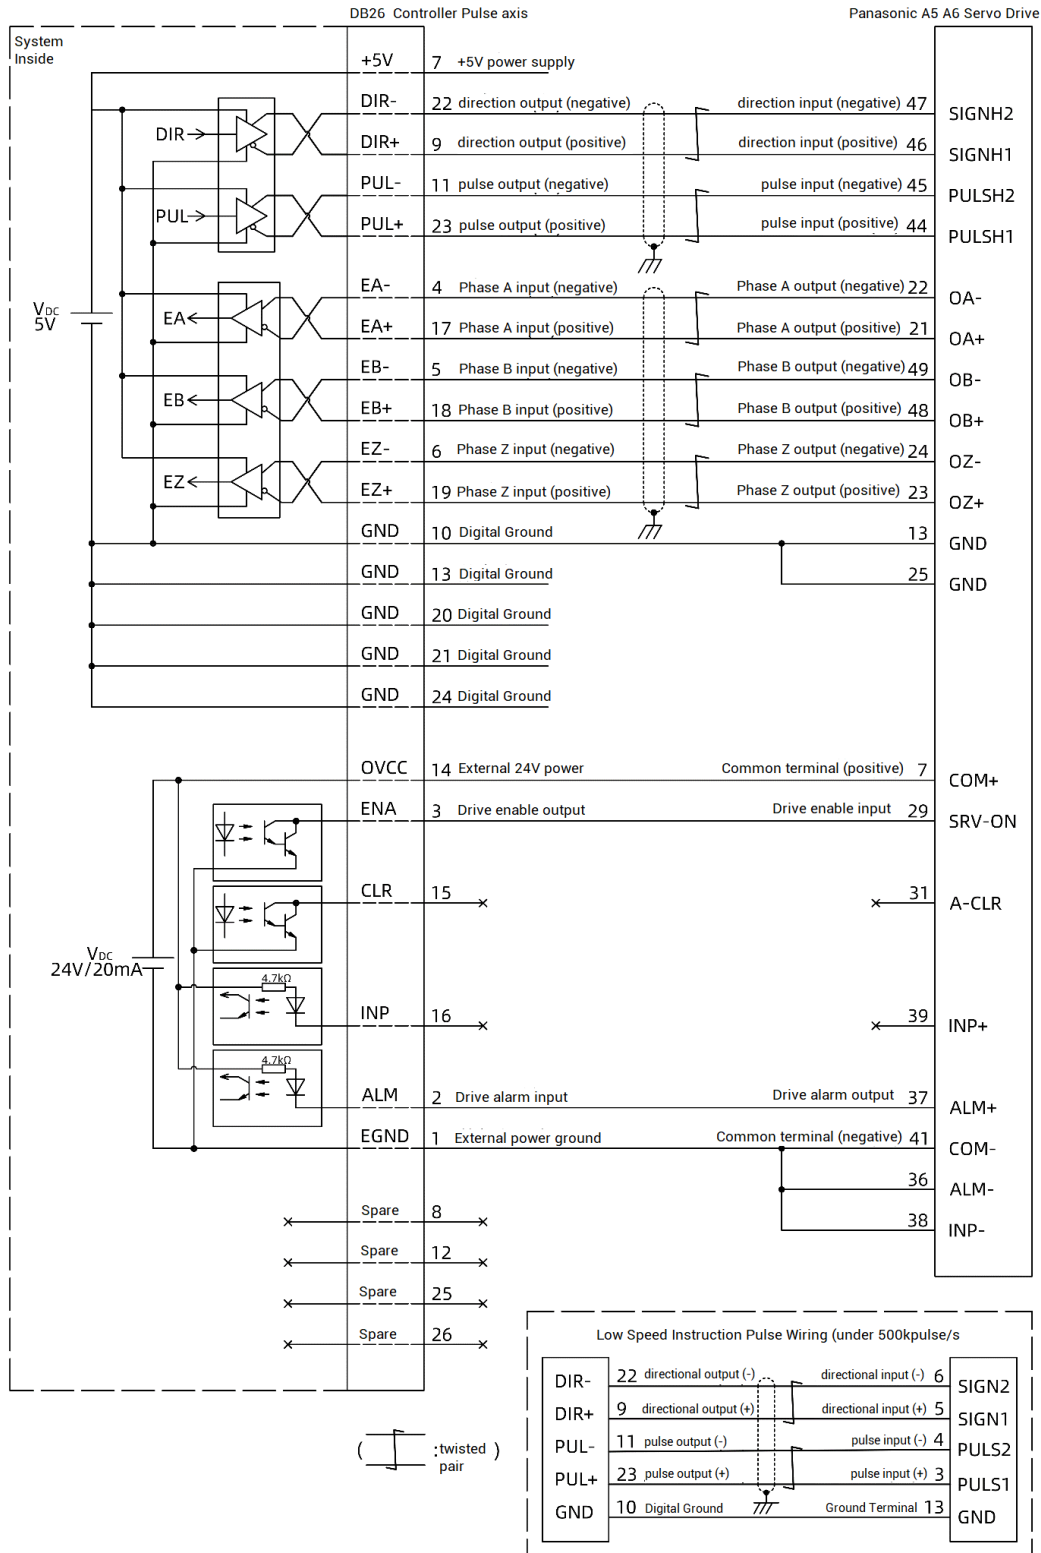 DB26 Controller Pulse axis
Panasonic A5 A6 Servo Drive
System
Inside
+5V 7 +5V power supply
DIR- 22 direction output (negative) direction input (negative) 47 SIGNH2
DIR
DIR+ 9 direction output (positive) direction input (positive) 46 SIGNH1
PUL- 11 pulse output (negative) pulse input (negative) 45 PULSH2
PUL
PUL+ 23 pulse output (positive) pulse input (positive) 44 PULSH1
EA- 4 Phase A input (negative) Phase A output (negative) 22 OA-
VDC
5V
EA
EA+ 17 Phase A input (positive) Phase A output (positive) 21 OA+
EB- 5 Phase B input (negative) Phase B output (negative) 49 OB-
EB
EB+ 18 Phase B input (positive) Phase B output (positive) 48 OB+
EZ- 6 Phase Z input (negative) Phase Z output (negative) 24 OZ-
EZ
EZ+ 19 Phase Z input (positive) Phase Z output (positive) 23 OZ+
GND 10 Digital Ground 13 GND
GND 13 Digital Ground 25 GND
GND 20 Digital Ground
GND 21 Digital Ground
GND 24 Digital Ground
OVCC 14 External 24V power Common terminal (positive) 7 COM+
ENA 3 Drive enable output Drive enable input 29 SRV-ON
CLR 15 31 A-CLR
VDC
24V/20mA
4.7kΩ
INP 16 39 INP+
4.7kΩ
ALM 2 Drive alarm input Drive alarm output 37 ALM+
EGND 1 External power ground Common terminal (negative) 41 COM-
36 ALM-
Spare 8 38 INP-
Spare 12
Spare 25
Spare 26
Low Speed Instruction Pulse Wiring (under 500kpulse/s
DIR- 22 directional output (-) directional input (-) 6 SIGN2
DIR+ 9 directional output (+) directional input (+) 5 SIGN1
PUL- 11 pulse output (-) pulse input (-) 4 PULS2
PUL+ 23 pulse output (+) pulse input (+) 3 PULS1
GND 10 Digital Ground Ground Terminal 13 GND
( :twisted )
pair